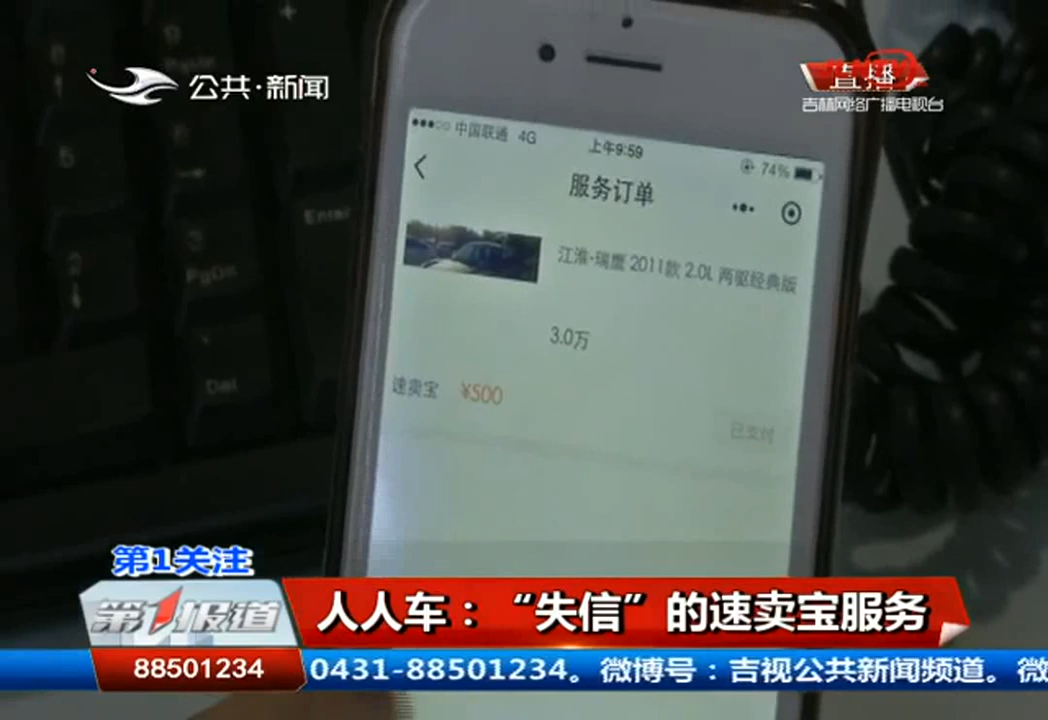 公共·新闻
直播
吉林网络广播电视台
中国联通 4G
上午9:59
74%
服务订单
江淮-瑞鹰 2011款 2.0L 两驱经典版
3.0万
速卖宝 ¥500
已支付
Enter
3
PgDn
Del
第1关注
第1报道
人人车：“失信”的速卖宝服务
88501234
0431-88501234。微博号：吉视公共新闻频道。微